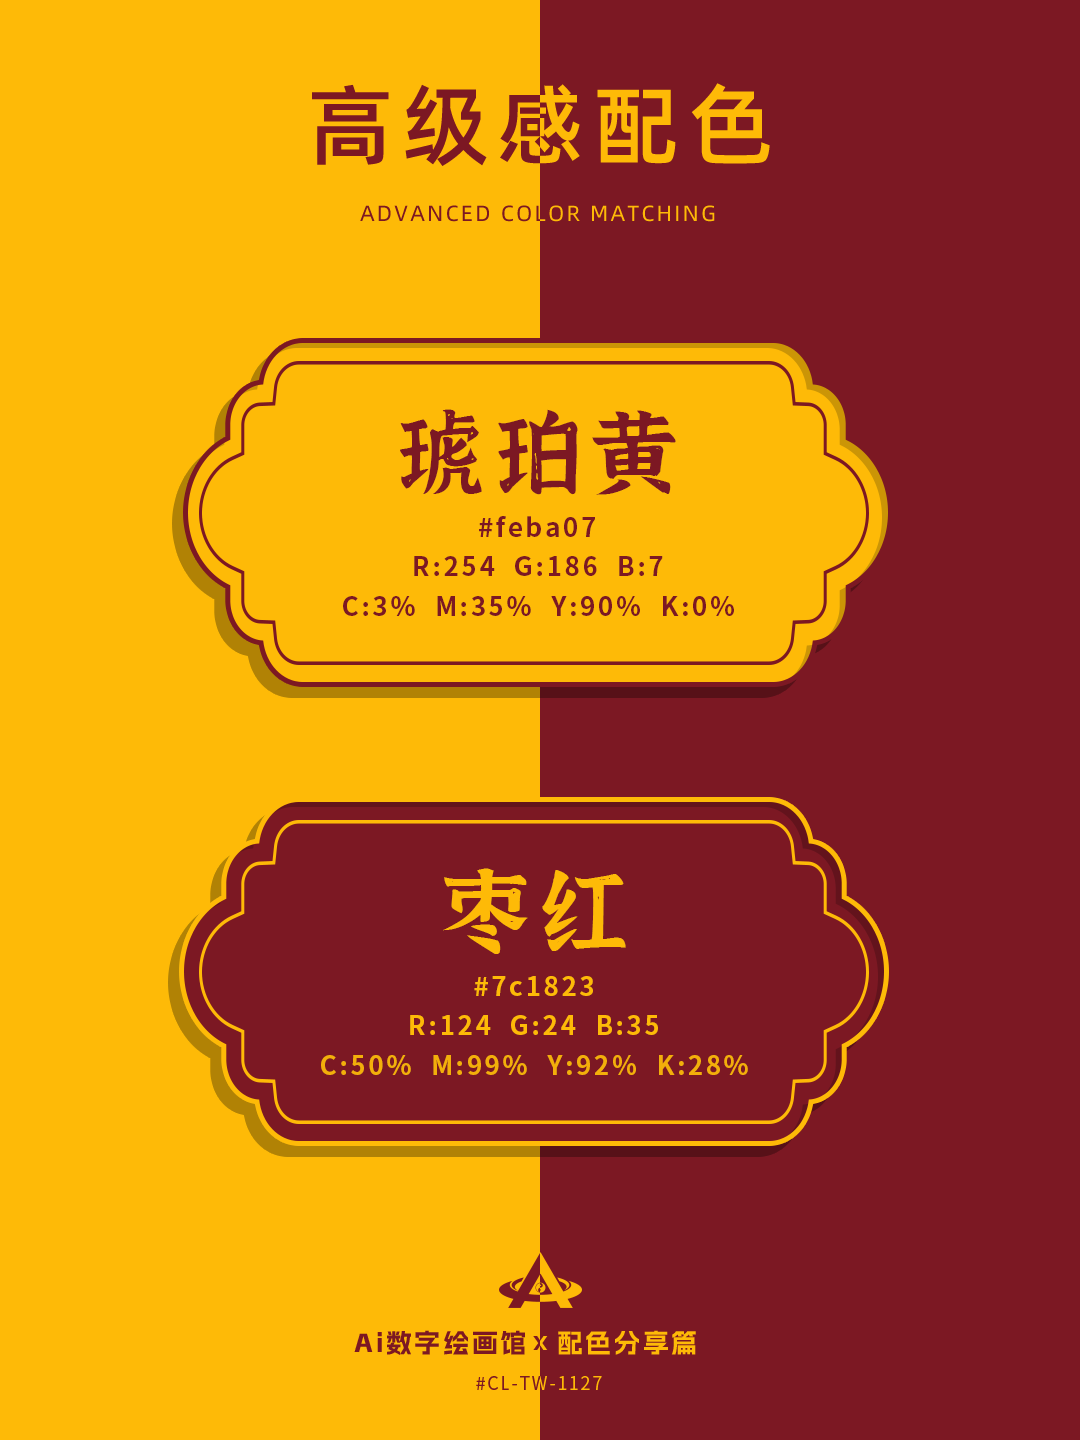 高级感配色
ADVANCED COLOR MATCHING
琥珀黄
#feba07
R:254 G:186 B:7
C:3% M:35% Y:90% K:0%
枣红
#7c1823
R:124 G:24 B:35
C:50% M:99% Y:92% K:28%
Ai数字绘画馆 x 配色分享篇
#CL-TW-1127